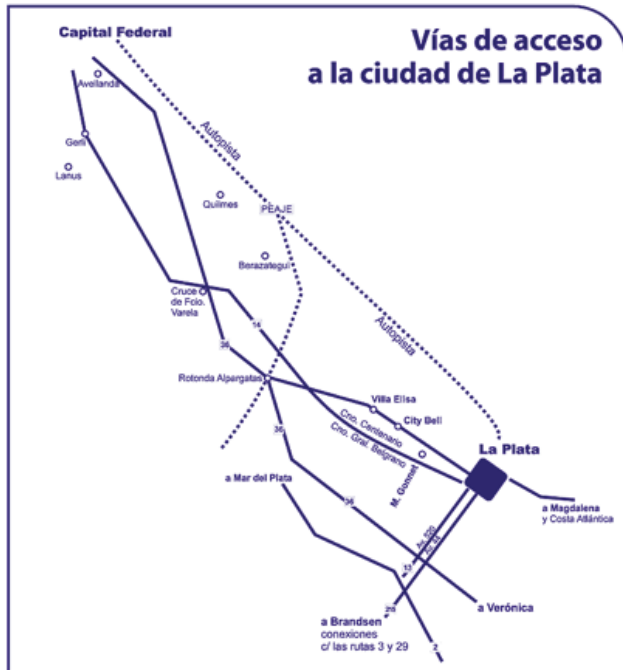 Vías de acceso
a la ciudad de La Plata
Capital Federal
Avellanda
Autopista
Gerli
Lanus
Quilmes
PEAJE
Berazategui
Cruce
de Fcio.
Varela
14
36
Autopista
Rotonda Alpargatas
Villa Elisa
City Bell
Cno. Centenario
Cno. Gral. Belgrano
36
La Plata
M. Gonnet
a Mar del Plata
36
a Magdalena
y Costa Atlántica
Av. 520
Av. 44
13
a Verónica
a Brandsen
conexiones
c/ las rutas 3 y 29
2